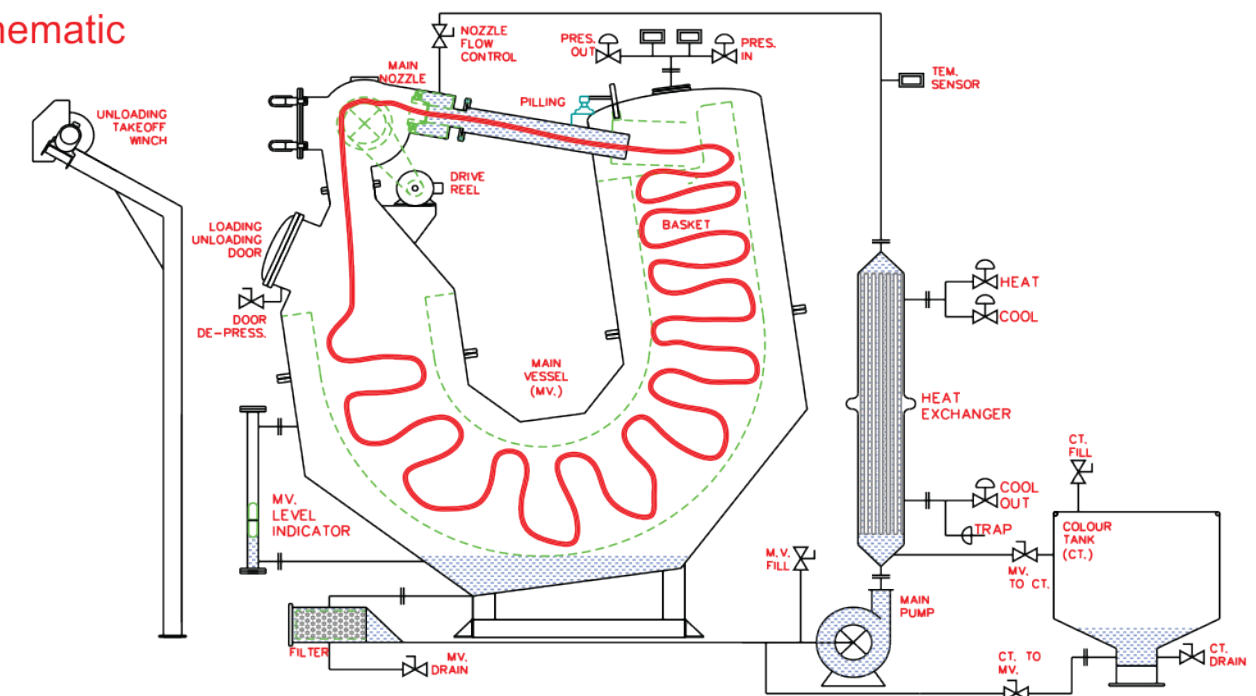 hematic
UNLOADING
TAKEOFF
WINCH
NOZZLE
FLOW
CONTROL
MAIN
NOZZLE
PRES.
OUT
PRES.
IN
TEM.
SENSOR
PILLING
DRIVE
REEL
LOADING
UNLOADING
DOOR
BASKET
DOOR
DE-PRESS.
HEAT
COOL
MAIN
VESSEL
(MV.)
HEAT
EXCHANGER
CT.
FILL
MV.
LEVEL
INDICATOR
COOL
OUT
TRAP
COLOUR
TANK
(CT.)
M.V.
FILL
MV.
TO CT.
MAIN
PUMP
FILTER
MV.
DRAIN
CT. TO
MV.
CT.
DRAIN